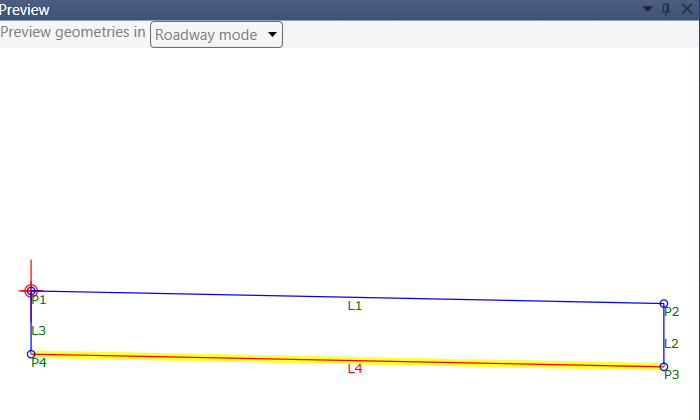 Preview
Preview geometries in Roadway mode
P1
L1
P2
L3
L2
P4
L4
P3